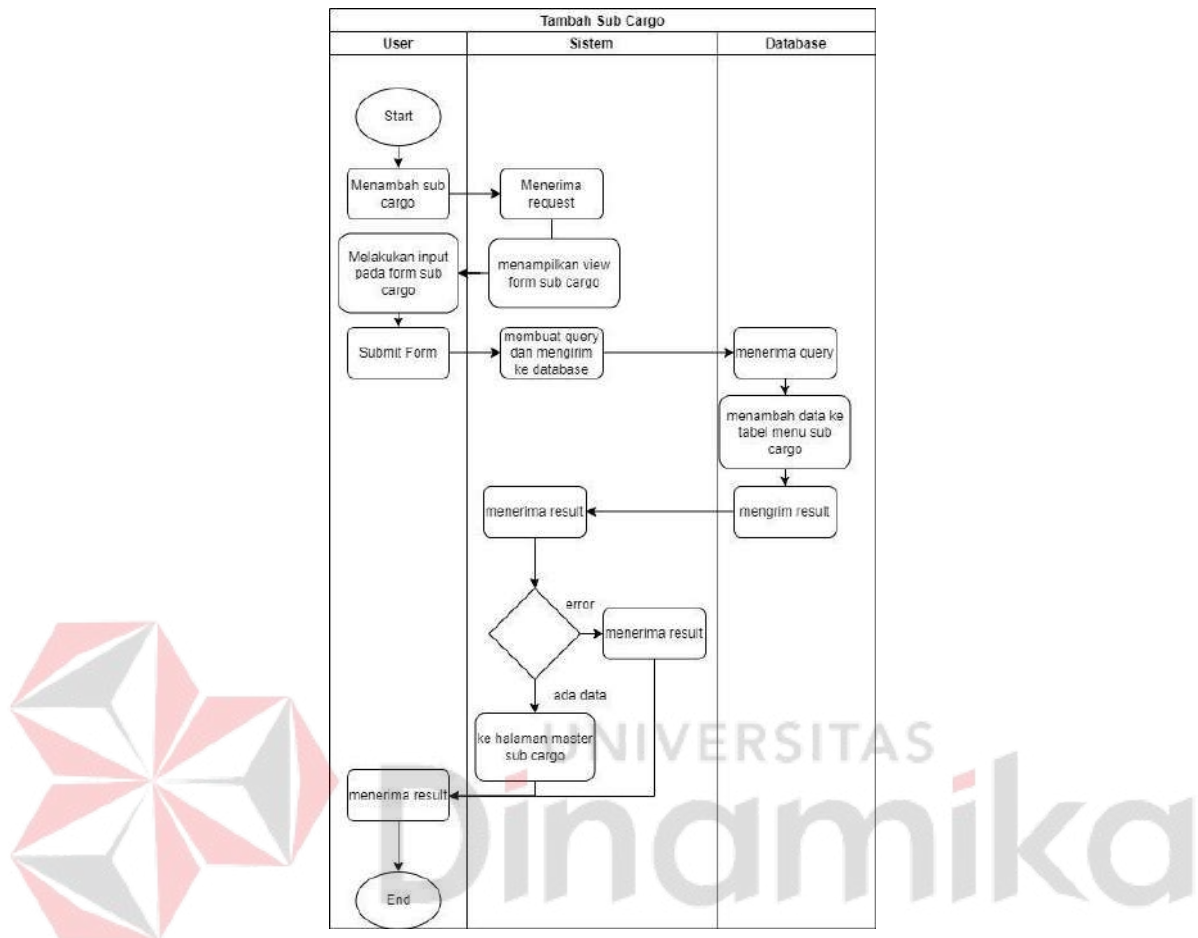 Tambah Sub Cargo
User
Sistem
Database
Start
Menambah sub
cargo
Menerima
request
Melakukan input
pada form sub
cargo
menampilkan view
form sub cargo
Submit Form
membuat query
dan mengirim
ke database
menerima query
menambah data ke
tabel menu sub
cargo
menerima result
mengrim result
error
menerima result
ada data
ke halaman master
sub cargo
menerima result
End
UNIVERSITAS
Dinamika